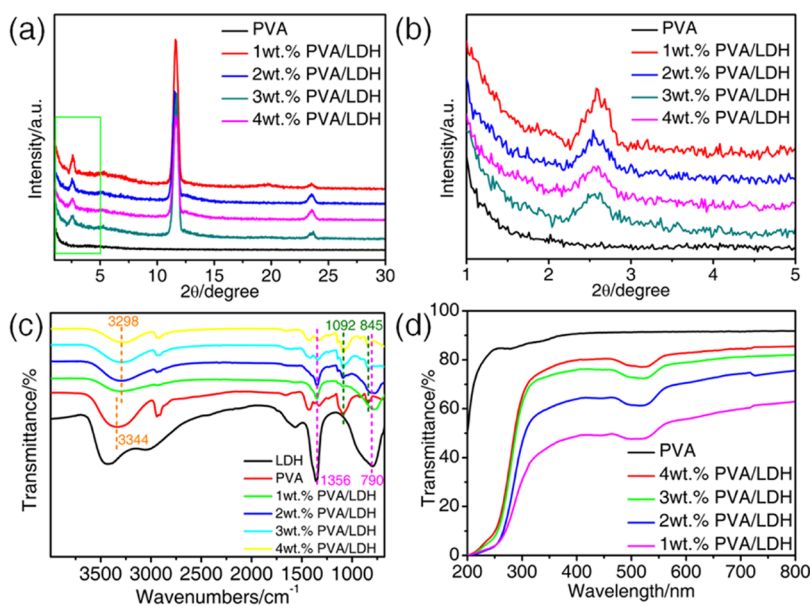 (a)
PVA
1wt.% PVA/LDH
2wt.% PVA/LDH
3wt.% PVA/LDH
4wt.% PVA/LDH
Intensity/a.u.
5 10 15 20 25 30
2θ/degree
(b)
PVA
1wt.% PVA/LDH
2wt.% PVA/LDH
3wt.% PVA/LDH
4wt.% PVA/LDH
Intensity/a.u.
1 2 3 4 5
2θ/degree
(c)
3298
1092 845
3344
1356 790
LDH
PVA
1wt.% PVA/LDH
2wt.% PVA/LDH
3wt.% PVA/LDH
4wt.% PVA/LDH
Transmittance/%
3500 3000 2500 2000 1500 1000
Wavenumbers/cm⁻¹
(d)
100
80
60
40
20
0
Transmittance/%
PVA
4wt.% PVA/LDH
3wt.% PVA/LDH
2wt.% PVA/LDH
1wt.% PVA/LDH
200 300 400 500 600 700 800
Wavelength/nm